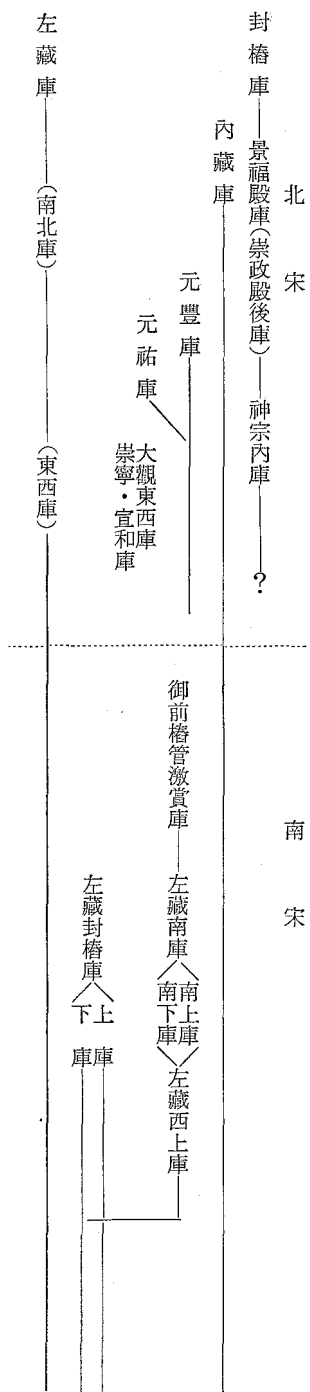 北宋
南宋
封樁庫
景福殿庫(崇政殿後庫)
神宗內庫
?
內藏庫
元豐庫
元祐庫
大觀東西庫
崇寧・宣和庫
御前樁管激賞庫
左藏南庫
南上庫
南下庫
左藏西上庫
左藏封樁庫
上庫
下庫
左藏庫
(南北庫)
(東西庫)